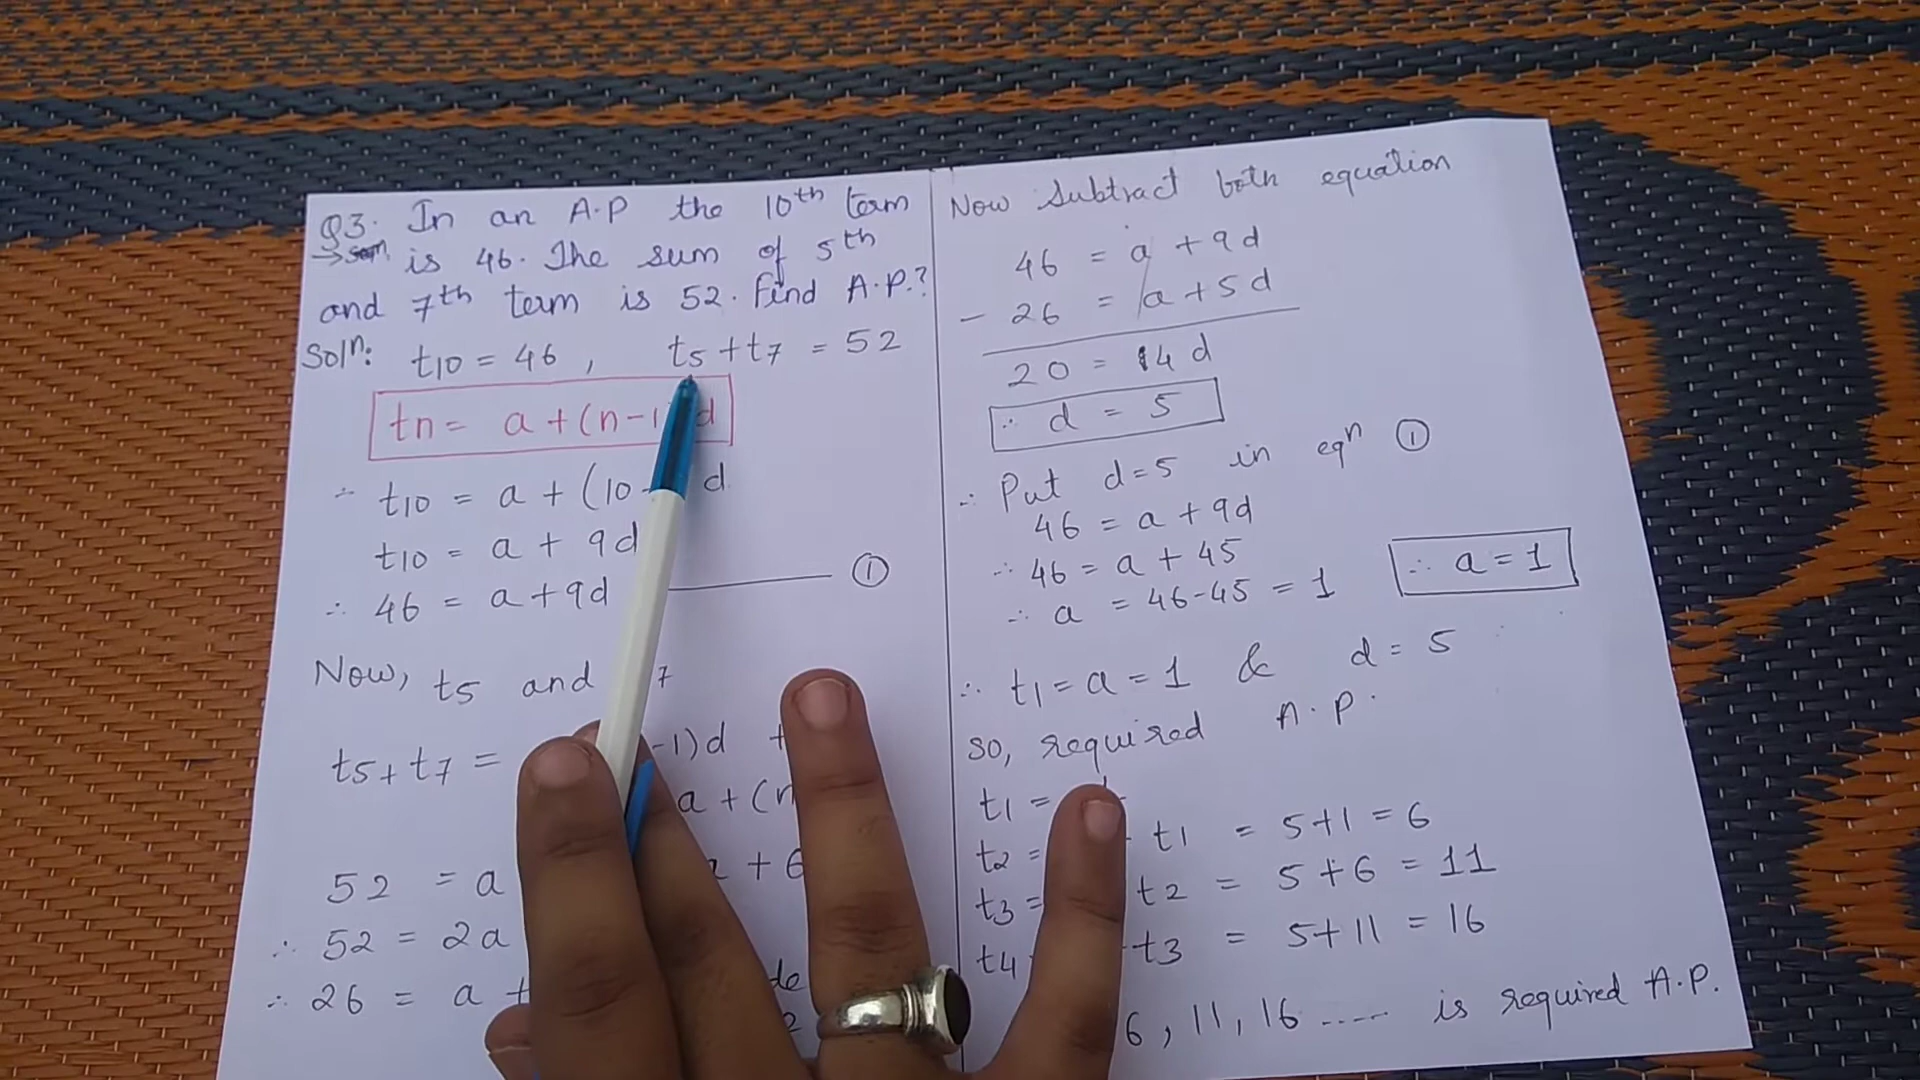 Q3. In an A.P the 10th term
→ is 46. The sum of 5th
and 7th term is 52. Find A.P.?
Soln: t10 = 46 , t5 + t7 = 52
tn = a + (n-1 d
∴ t10 = a + (10- d
t10 = a + 9d
∴ 46 = a + 9d ①
Now, t5 and 7
t5 + t7 = -1)d +
a + (n
52 = a + 6
∴ 52 = 2a
∴ 26 = a +
de
2
Now Subtract both equation
46 = a + 9d
- 26 = a + 5d
20 = 4d
∴ d = 5
∴ Put d = 5 in eqn ①
46 = a + 9d
∴ 46 = a + 45
∴ a = 46-45 = 1 ∴ a = 1
∴ t1 = a = 1 & d = 5
so, required A.P.
t1 =
t2 = t1 = 5+1 = 6
t3 = t2 = 5+6 = 11
t4 t3 = 5+11 = 16
6, 11, 16 ..... is required A.P.